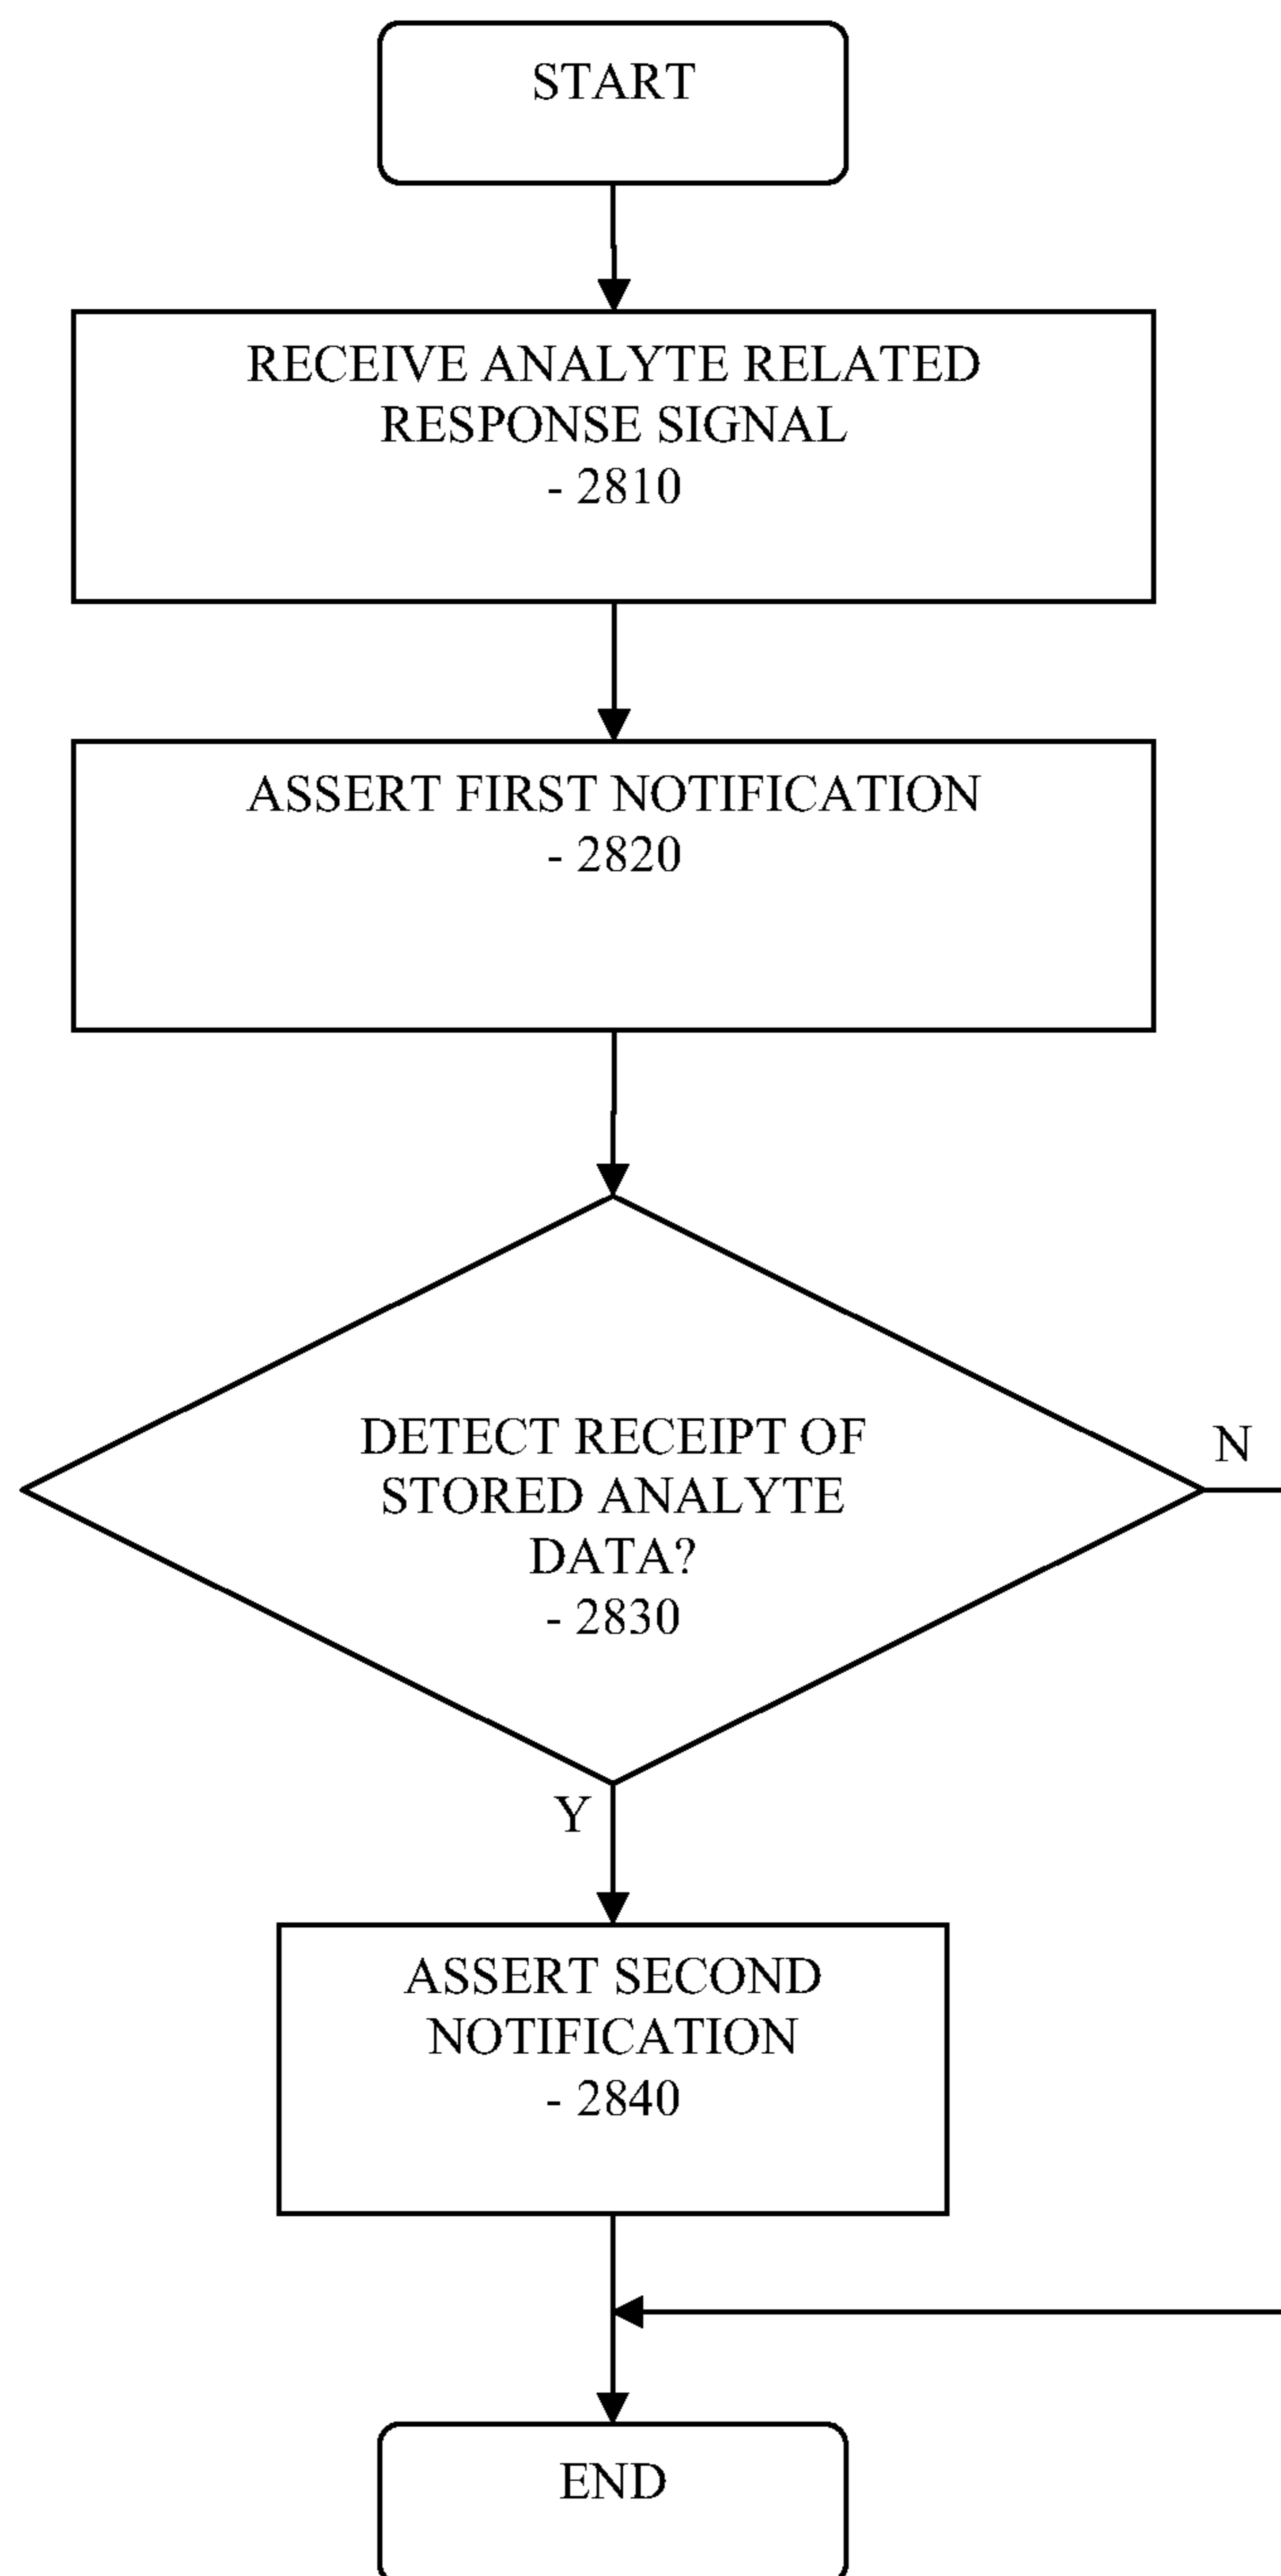 START
RECEIVE ANALYTE RELATED
RESPONSE SIGNAL
- 2810
ASSERT FIRST NOTIFICATION
- 2820
DETECT RECEIPT OF
STORED ANALYTE
DATA?
- 2830
N
Y
ASSERT SECOND
NOTIFICATION
- 2840
END